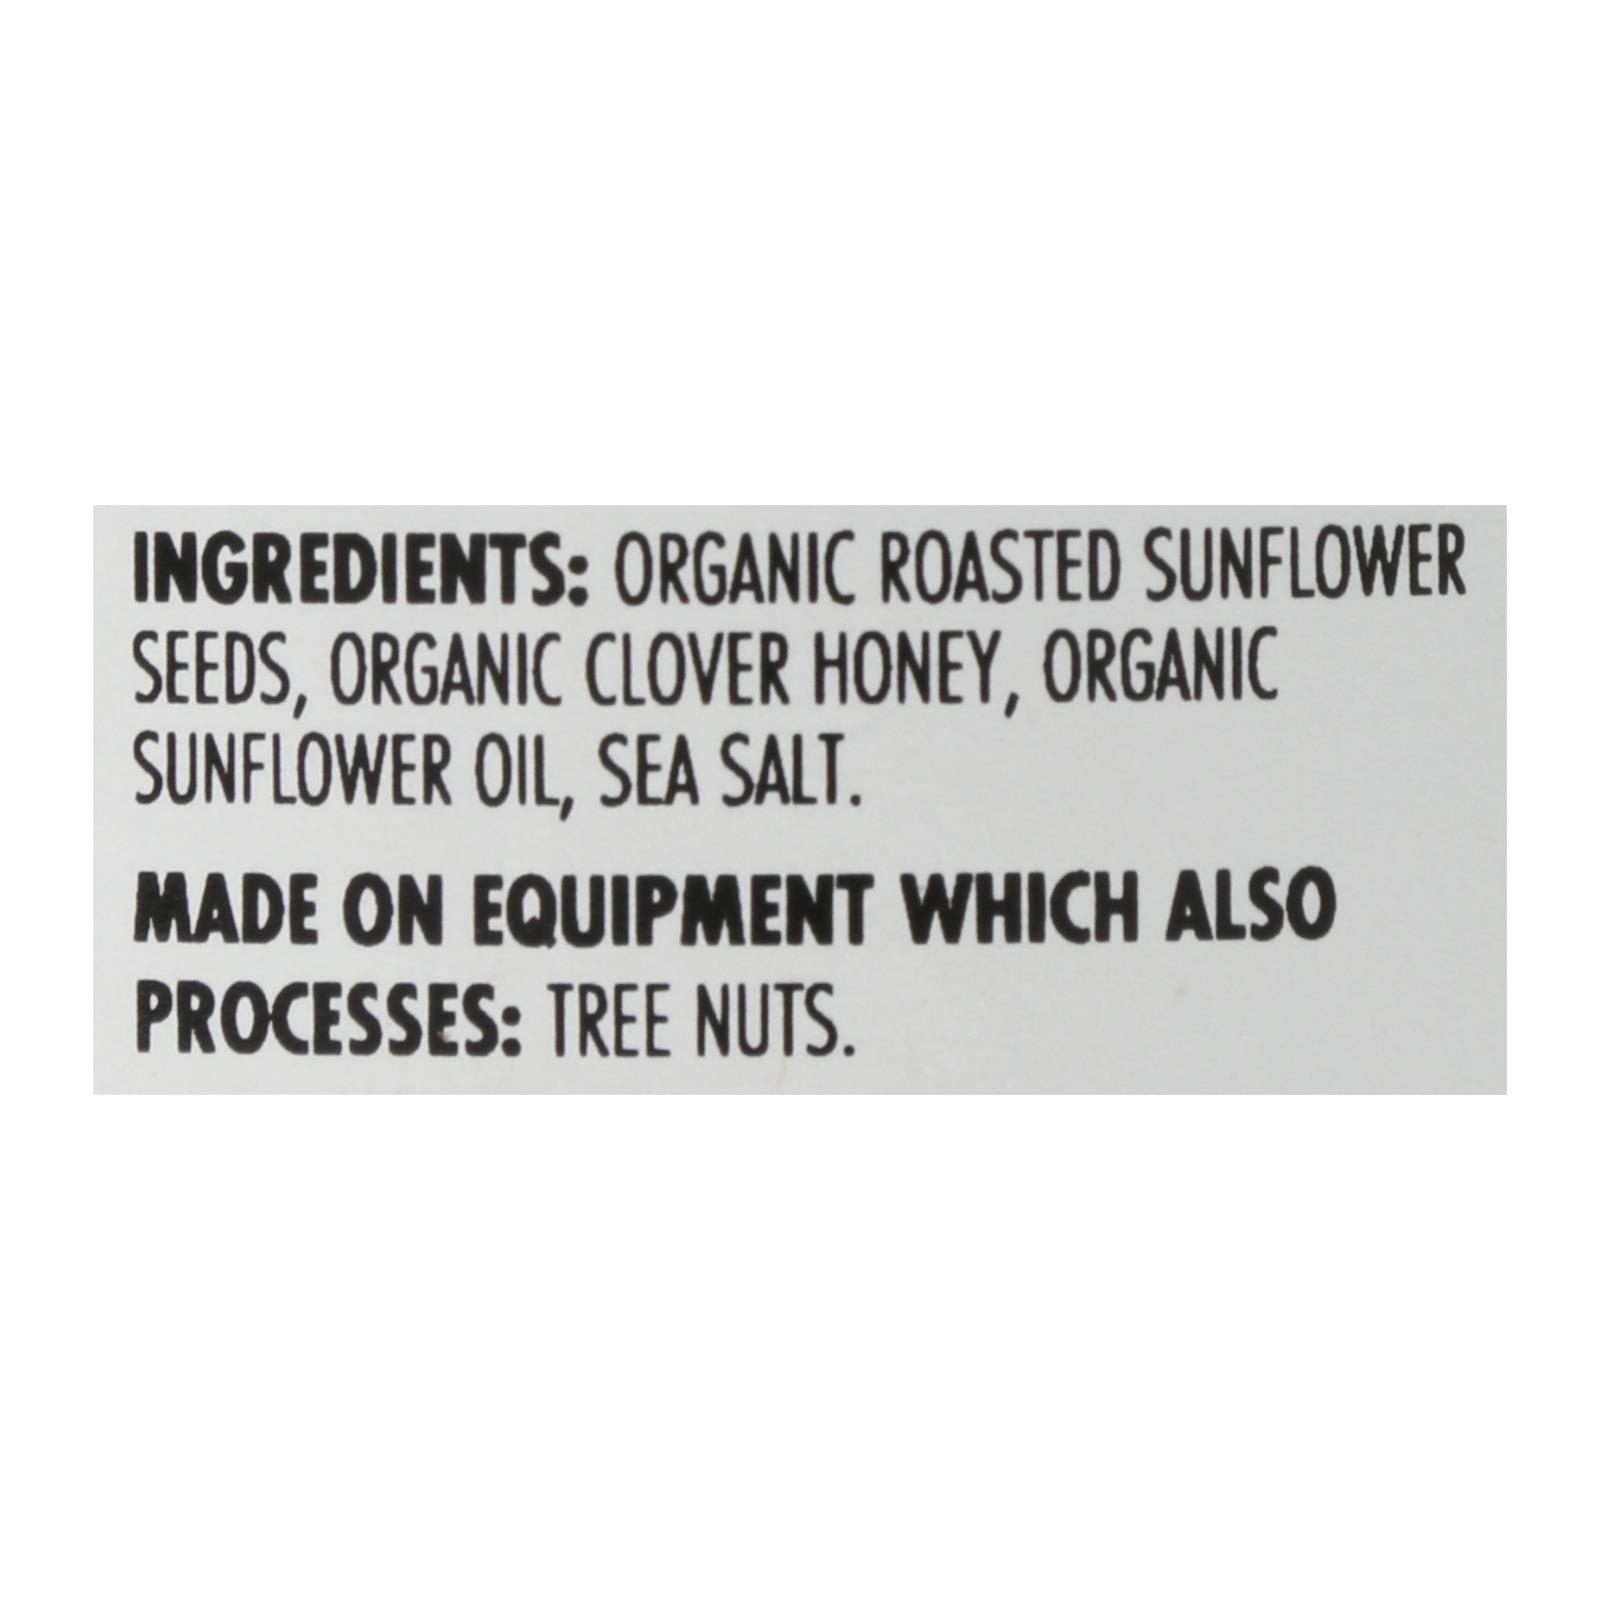 INGREDIENTS: ORGANIC ROASTED SUNFLOWER
SEEDS, ORGANIC CLOVER HONEY, ORGANIC
SUNFLOWER OIL, SEA SALT.
MADE ON EQUIPMENT WHICH ALSO
PROCESSES: TREE NUTS.